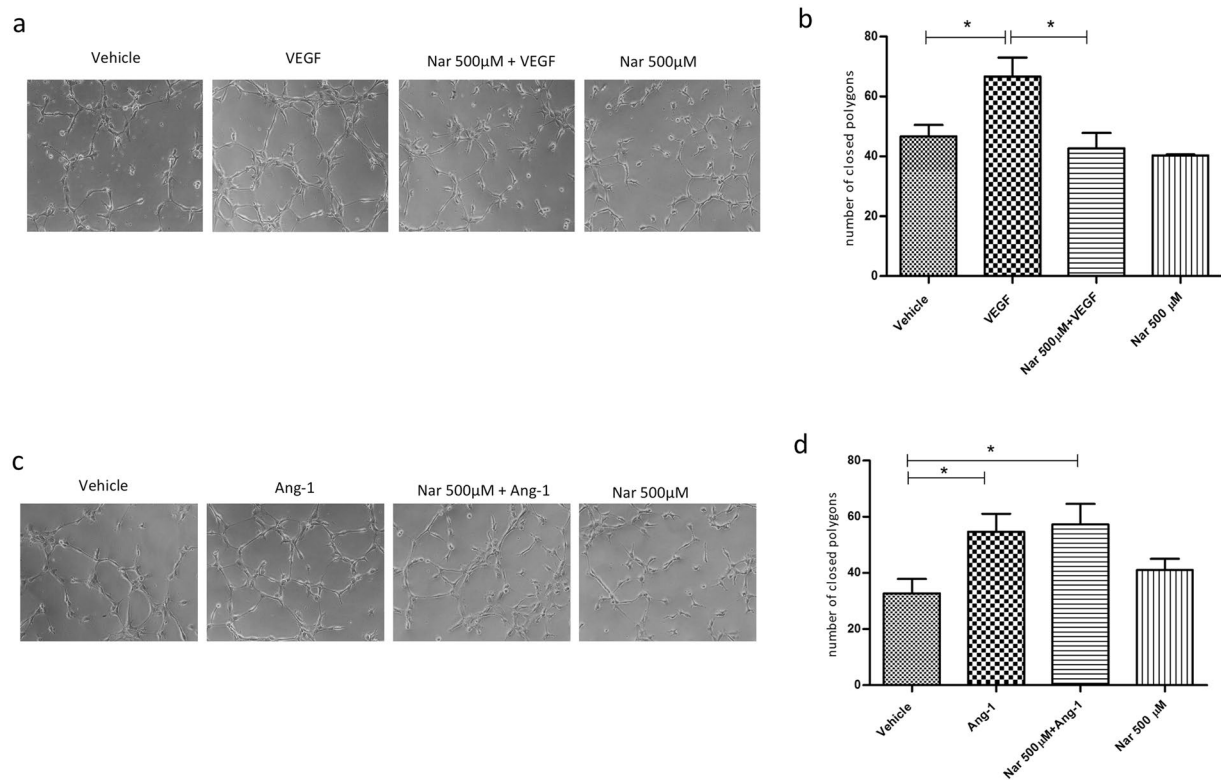 a
Vehicle
VEGF
Nar 500μM + VEGF
Nar 500μM
b
*
*
number of closed polygons
80
60
40
20
0
Vehicle
VEGF
Nar 500μM+VEGF
Nar 500 μM
c
Vehicle
Ang-1
Nar 500μM + Ang-1
Nar 500μM
d
*
*
number of closed polygons
80
60
40
20
0
Vehicle
Ang-1
Nar 500μM+Ang-1
Nar 500 μM